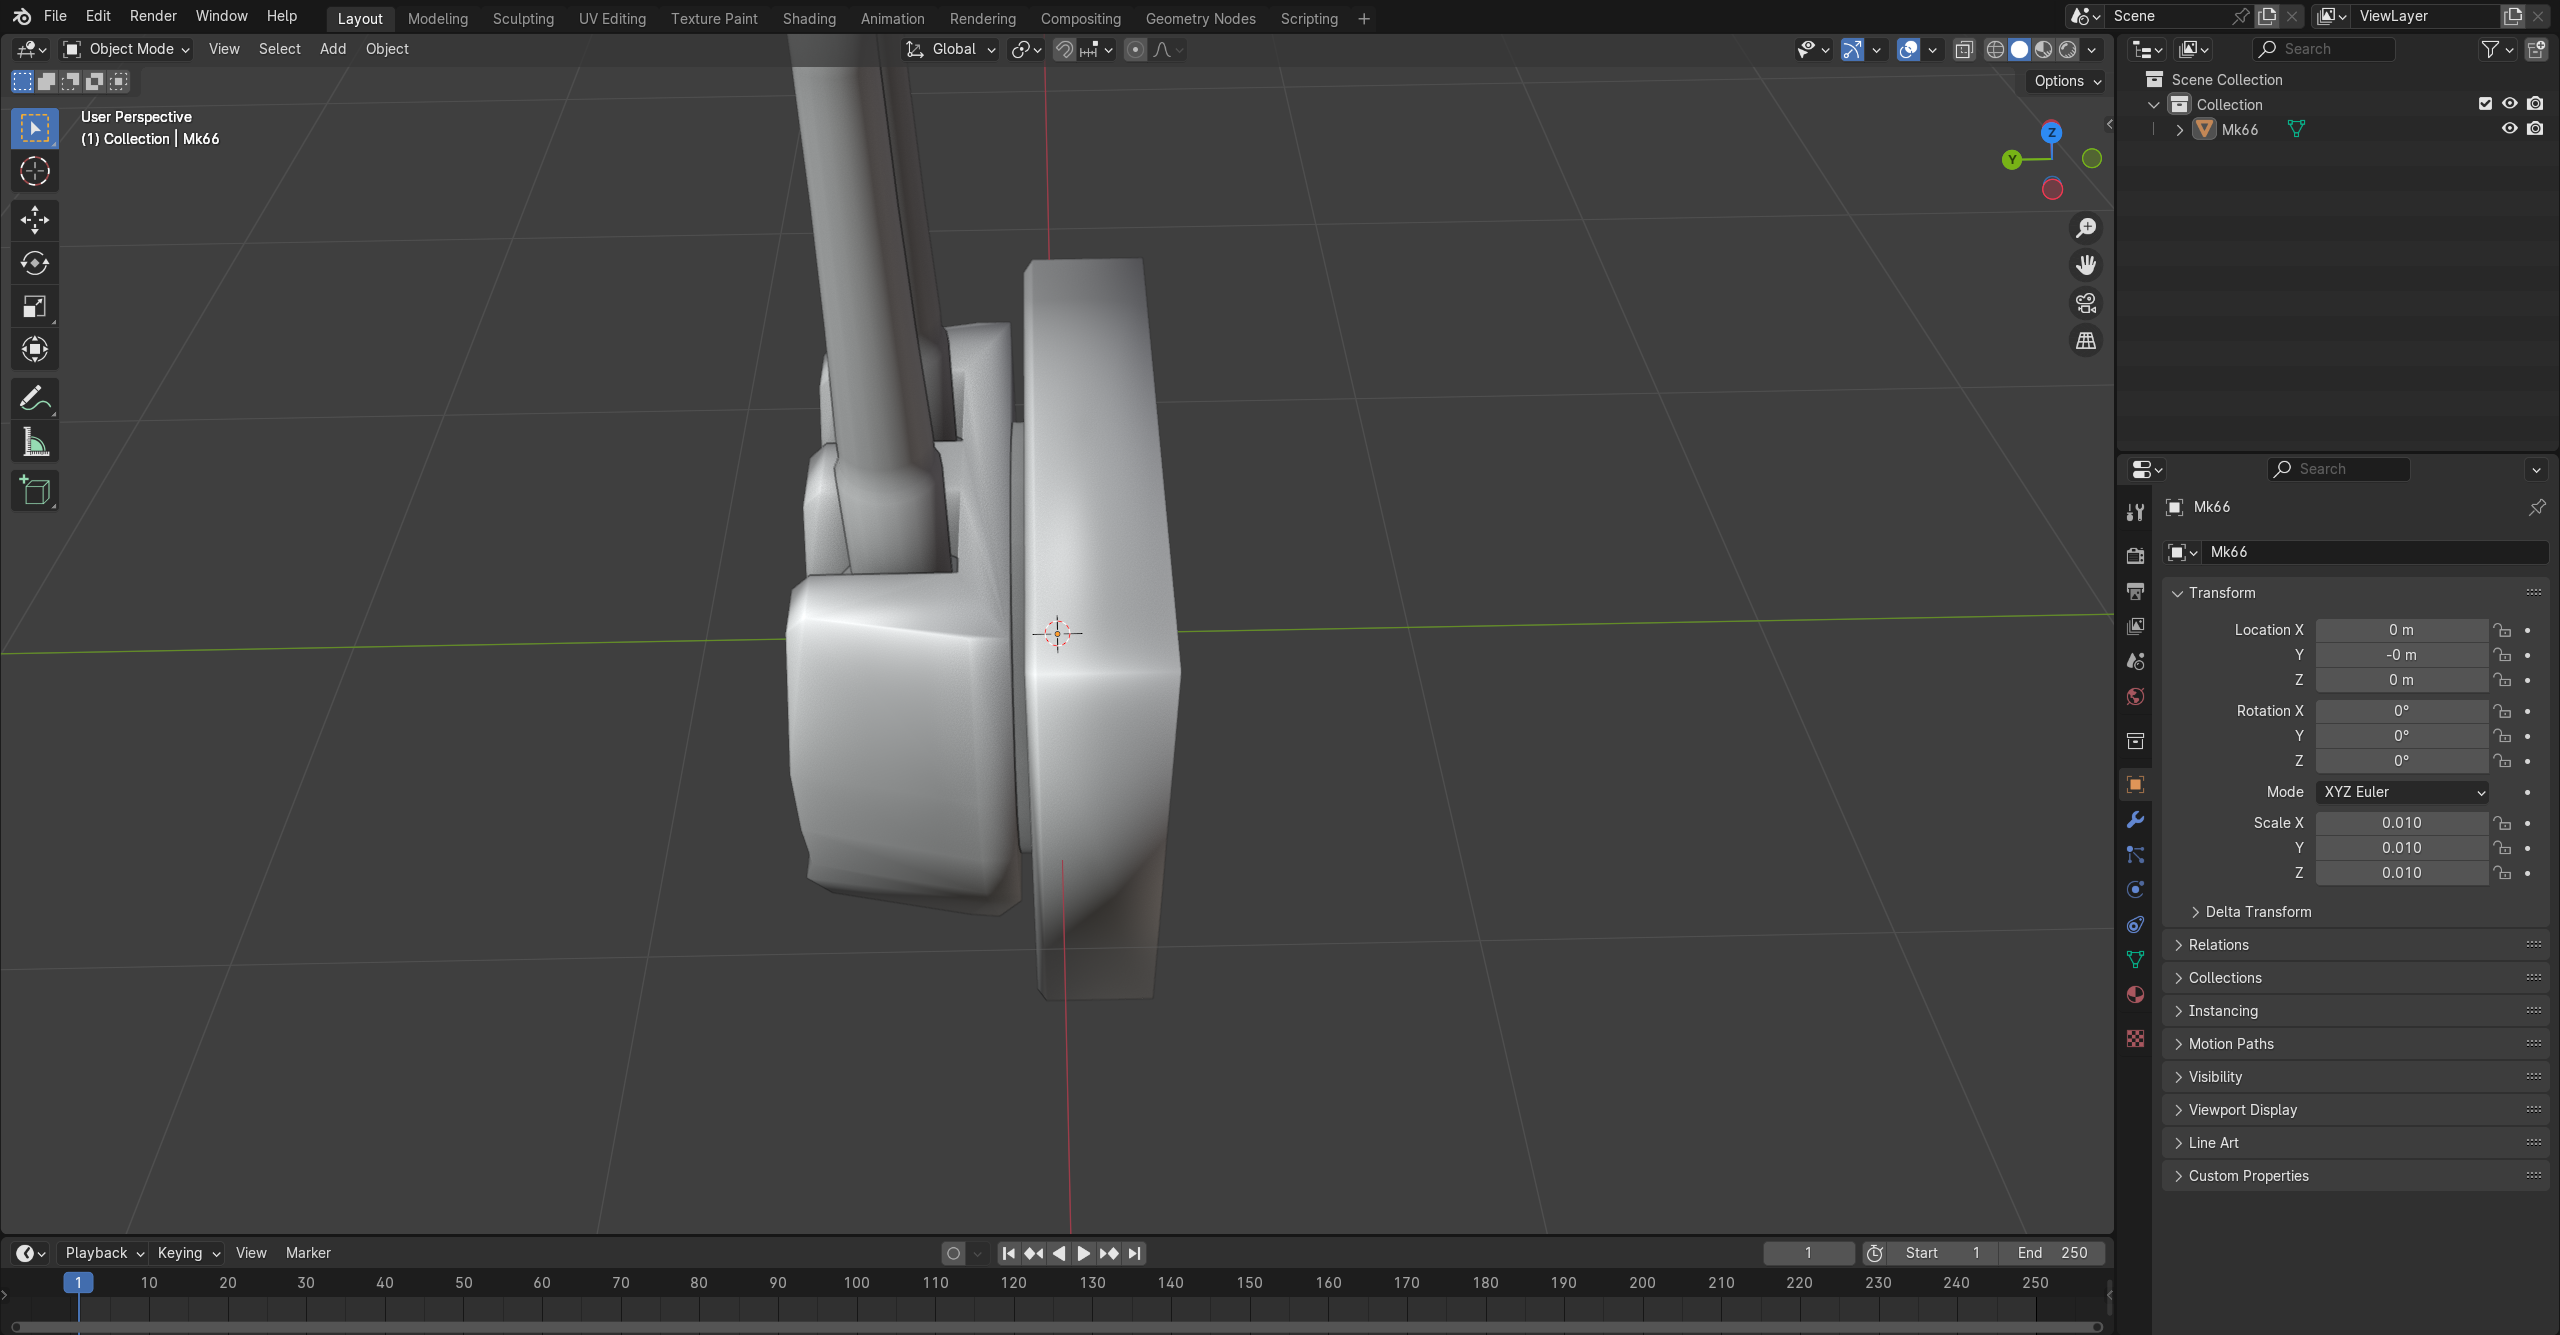 File Edit Render Window Help Layout Modeling Sculpting UV Editing Texture Paint Shading Animation Rendering Compositing Geometry Nodes Scripting + Scene ViewLayer
Object Mode View Select Add Object Global Search
Options
User Perspective
(1) Collection | Mk66
Z
Y
Scene Collection
Collection
Mk66
Search
Mk66
Mk66
Transform
Location X 0 m
Y -0 m
Z 0 m
Rotation X 0°
Y 0°
Z 0°
Mode XYZ Euler
Scale X 0.010
Y 0.010
Z 0.010
Delta Transform
Relations
Collections
Instancing
Motion Paths
Visibility
Viewport Display
Line Art
Custom Properties
Playback Keying View Marker 1 Start 1 End 250
1 10 20 30 40 50 60 70 80 90 100 110 120 130 140 150 160 170 180 190 200 210 220 230 240 250